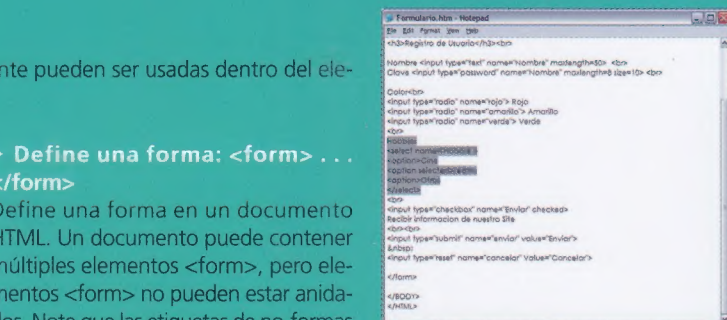 nte pueden ser usadas dentro del ele-
Define una forma: <form> . . .
</form>
Define una forma en un documento
HTML. Un documento puede contener
múltiples elementos <form>, pero ele-
mentos <form> no pueden estar anida-
Formulario.htm - Notepad
File Edit Format View Help
<h3>Registro de Usuario</h3><br>
Nombre <input type="text" name="Nombre" maxlength=50> <br>
Clave <input type="password" name="Nombre" maxlength=8 size=10> <br>
Color<br>
<input type="radio" name="rojo"> Rojo
<input type="radio" name="amarillo"> Amarillo
<input type="radio" name="verde"> Verde
<br>
<option>Cine
</select>
<br>
<input type="checkbox" name="Enviar" checked>
Recibir informacion de nuestro Site
<br><br>
<input type="submit" name="enviar" value="Enviar">
&nbsp;
<input type="reset" name="cancelar" Value="Cancelar">
</form>
</BODY>
</HTML>